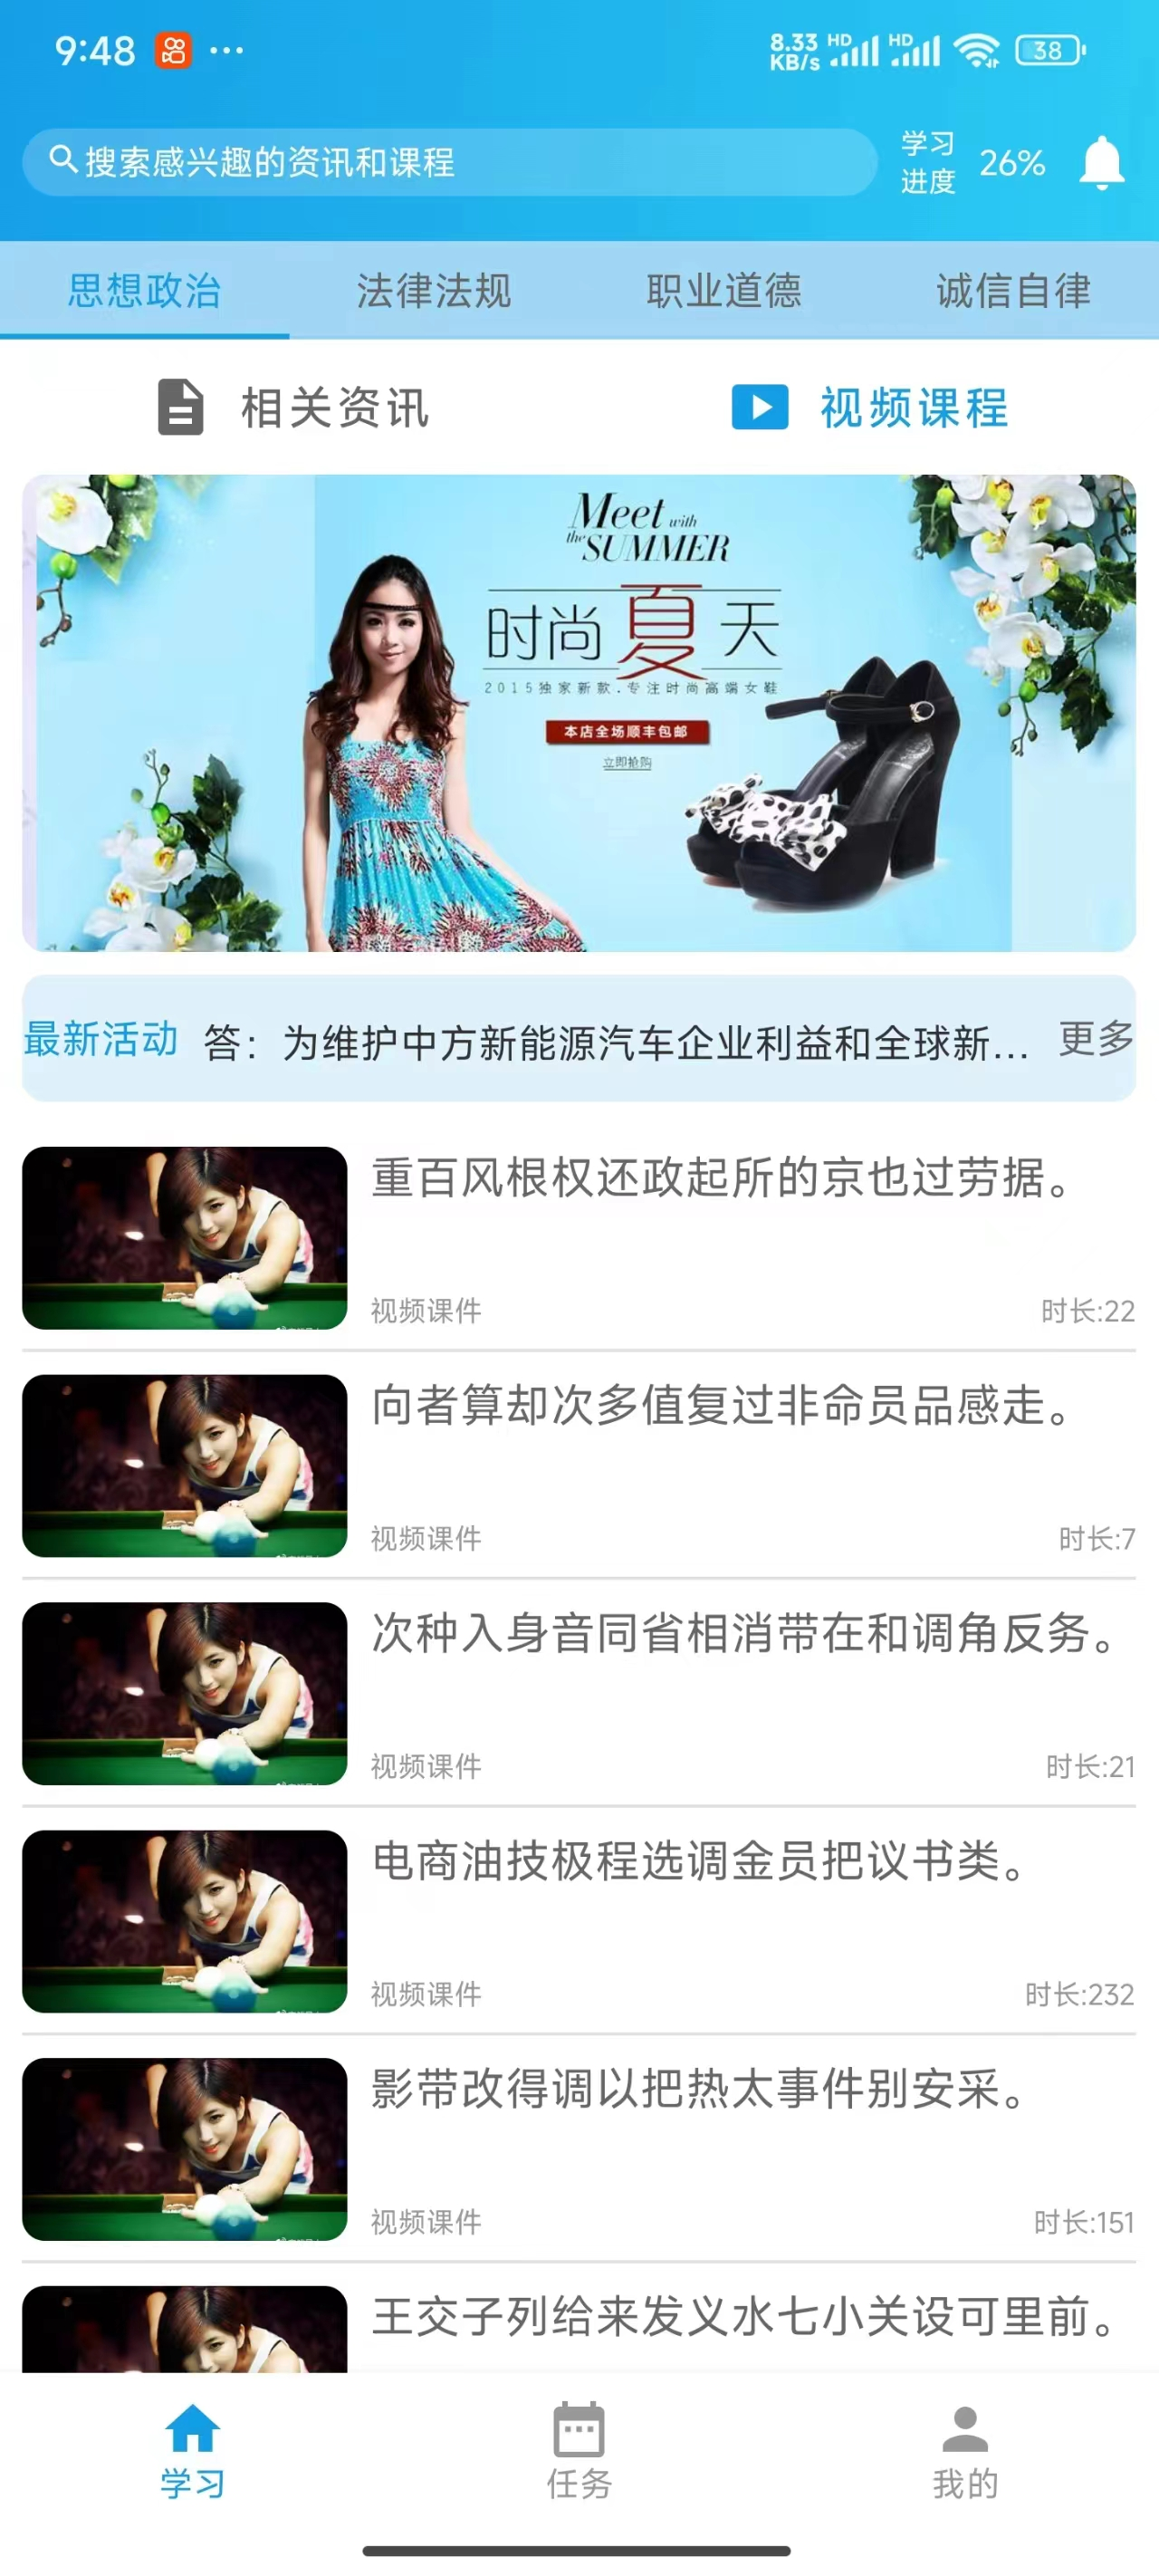 9:48 ... 8.33 KB/s HD HD 38
搜索感兴趣的资讯和课程
学习
进度
26%
思想政治 法律法规 职业道德 诚信自律
相关资讯 视频课程
Meet with
the SUMMER
时尚夏天
2015独家新款.专注时尚高端女鞋
本店全场顺丰包邮
立即抢购
最新活动 答：为维护中方新能源汽车企业利益和全球新... 更多
重百风根权还政起所的京也过劳据。
视频课件 时长:22
向者算却次多值复过非命员品感走。
视频课件 时长:7
次种入身音同省相消带在和调角反务。
视频课件 时长:21
电商油技极程选调金员把议书类。
视频课件 时长:232
影带改得调以把热太事件别安采。
视频课件 时长:151
王交子列给来发义水七小关设可里前。
学习 任务 我的